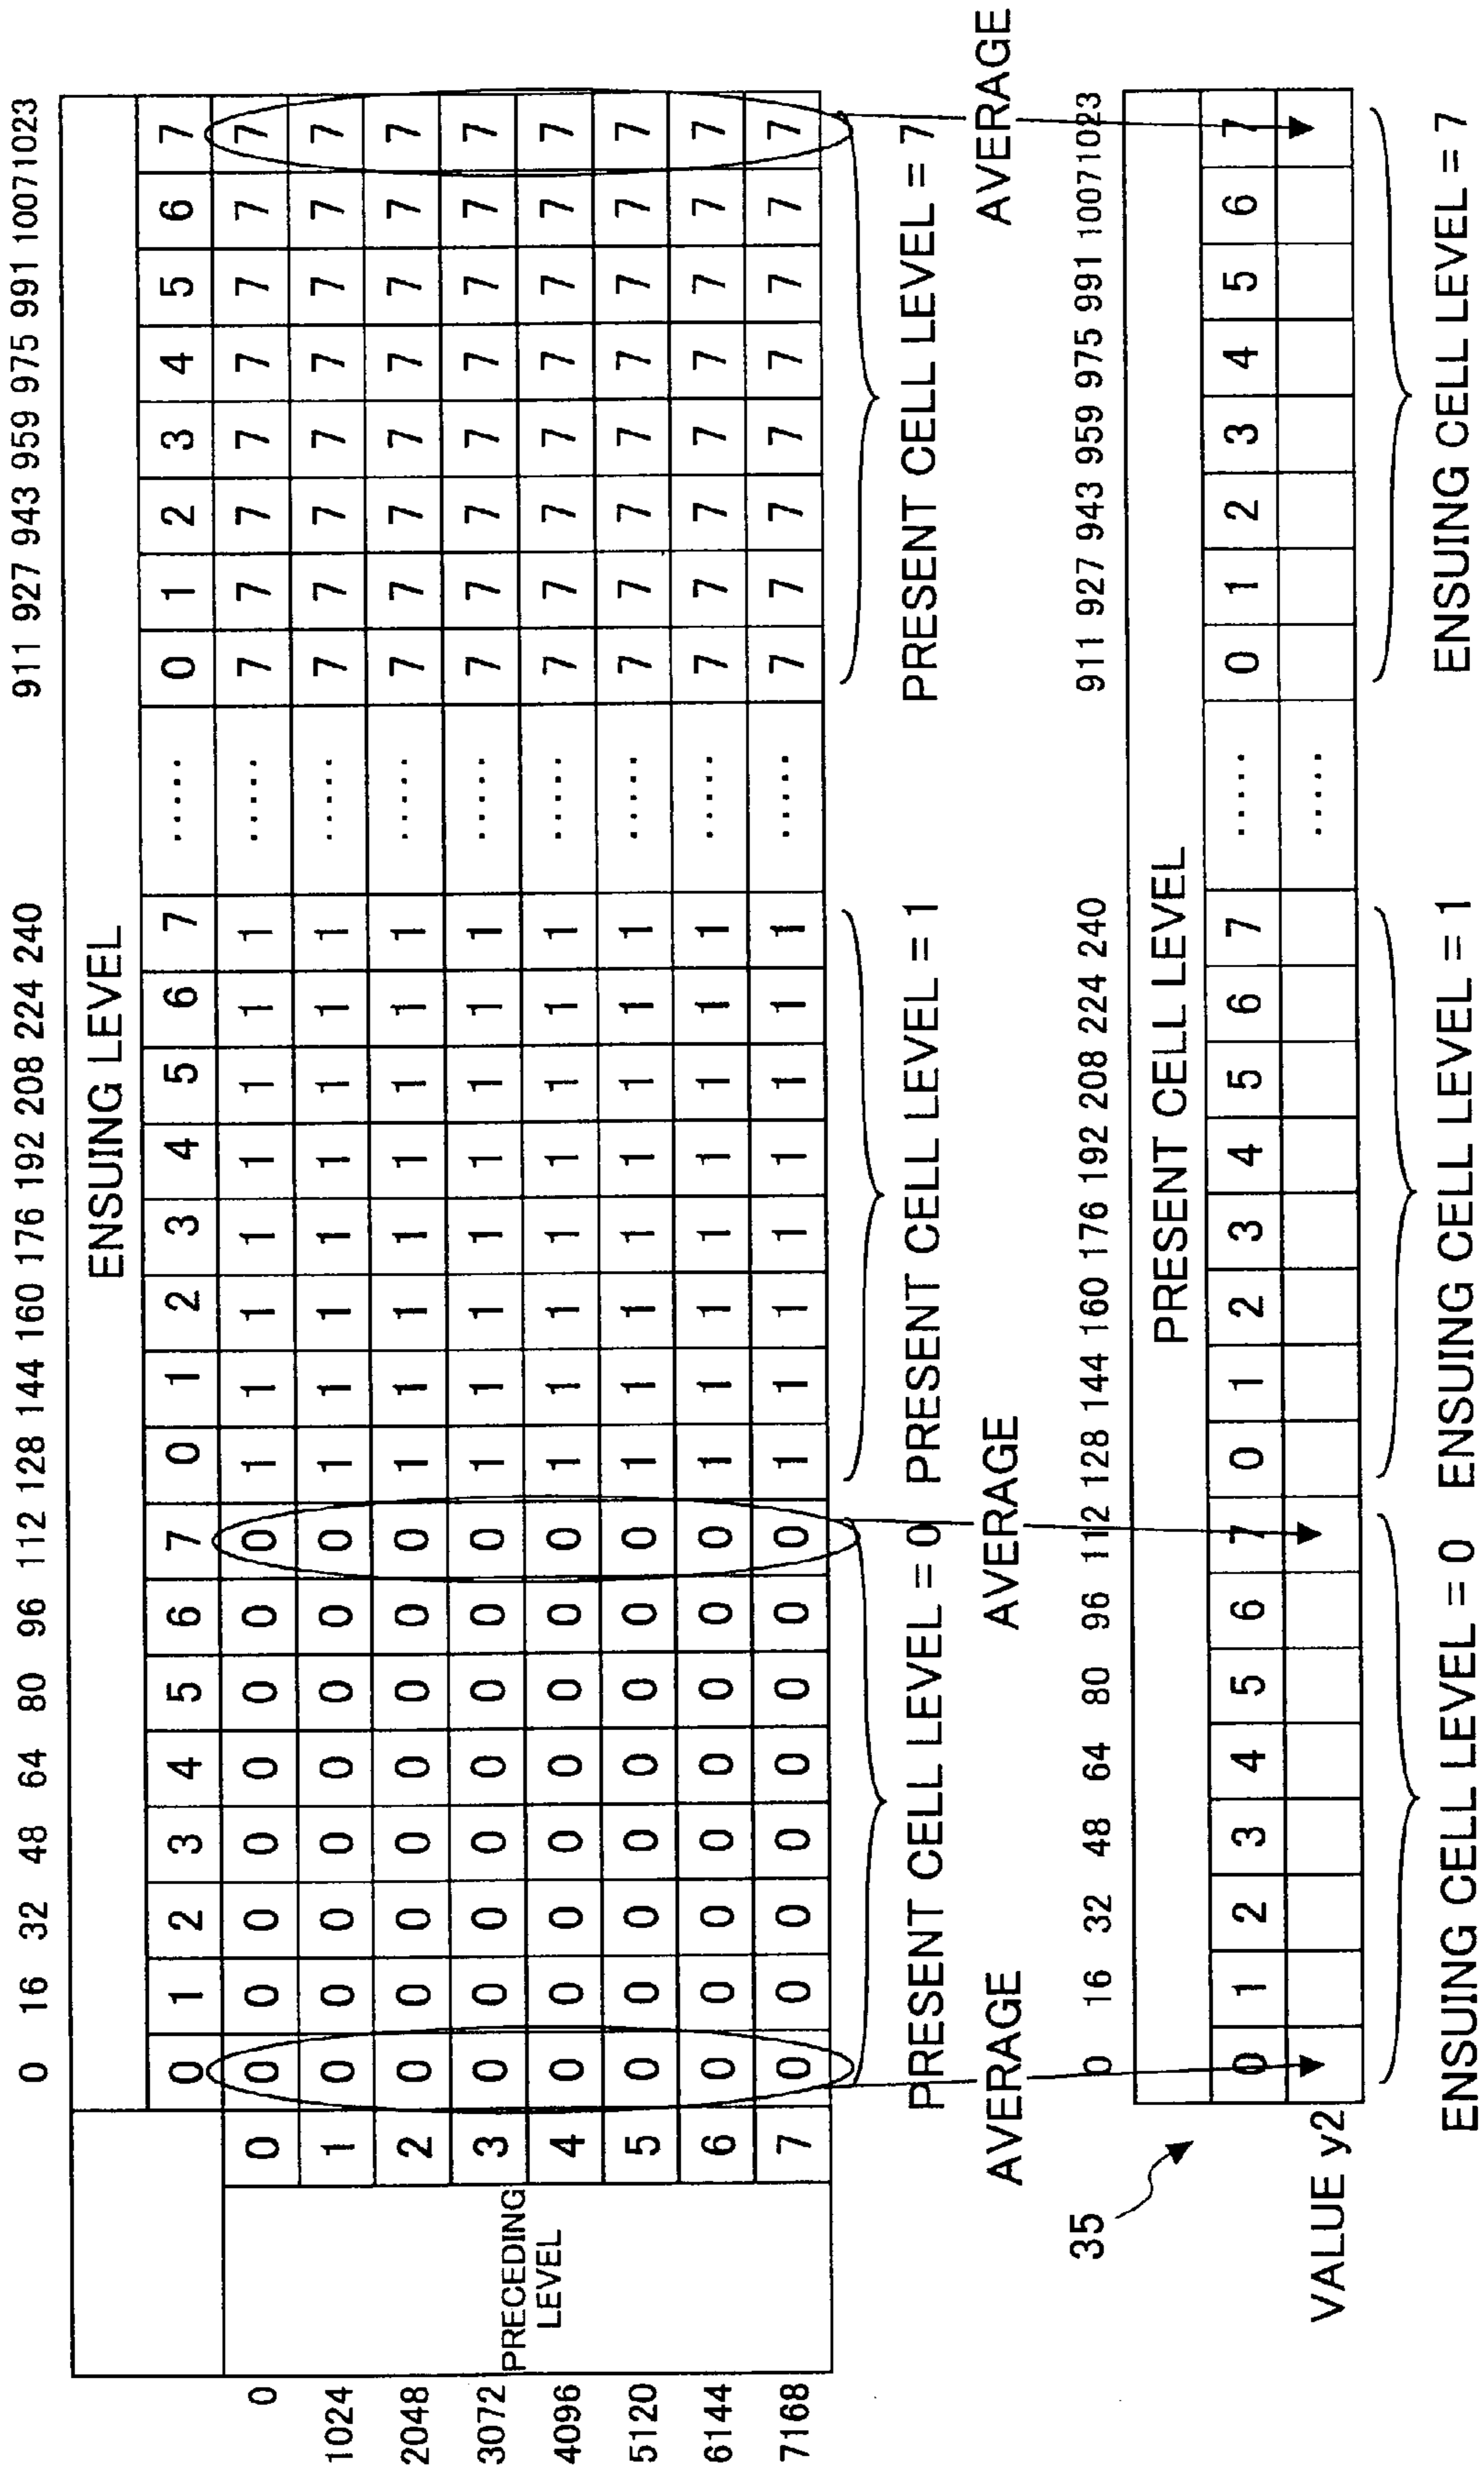 0 16 32 48 64 80 96 112 128 144 160 176 192 208 224 240 911 927 943 959 975 991 1007 1023
ENSUING LEVEL
0 1 2 3 4 5 6 7 0 1 2 3 4 5 6 7 ..... 0 1 2 3 4 5 6 7
PRECEDING
LEVEL
0 0 0 0 0 0 0 0 0 0 1 1 1 1 1 1 1 1 ..... 7 7 7 7 7 7 7 7
1024 1 0 0 0 0 0 0 0 0 1 1 1 1 1 1 1 1 ..... 7 7 7 7 7 7 7 7
2048 2 0 0 0 0 0 0 0 0 1 1 1 1 1 1 1 1 ..... 7 7 7 7 7 7 7 7
3072 3 0 0 0 0 0 0 0 0 1 1 1 1 1 1 1 1 ..... 7 7 7 7 7 7 7 7
4096 4 0 0 0 0 0 0 0 0 1 1 1 1 1 1 1 1 ..... 7 7 7 7 7 7 7 7
5120 5 0 0 0 0 0 0 0 0 1 1 1 1 1 1 1 1 ..... 7 7 7 7 7 7 7 7
6144 6 0 0 0 0 0 0 0 0 1 1 1 1 1 1 1 1 ..... 7 7 7 7 7 7 7 7
7168 7 0 0 0 0 0 0 0 0 1 1 1 1 1 1 1 1 ..... 7 7 7 7 7 7 7 7
PRESENT CELL LEVEL = 0 PRESENT CELL LEVEL = 1 PRESENT CELL LEVEL = 7
AVERAGE AVERAGE AVERAGE
35
0 16 32 48 64 80 96 112 128 144 160 176 192 208 224 240 911 927 943 959 975 991 1007 1023
PRESENT CELL LEVEL
0 1 2 3 4 5 6 7 0 1 2 3 4 5 6 7 ..... 0 1 2 3 4 5 6 7
VALUE y2 .....
ENSUING CELL LEVEL = 0 ENSUING CELL LEVEL = 1 ENSUING CELL LEVEL = 7